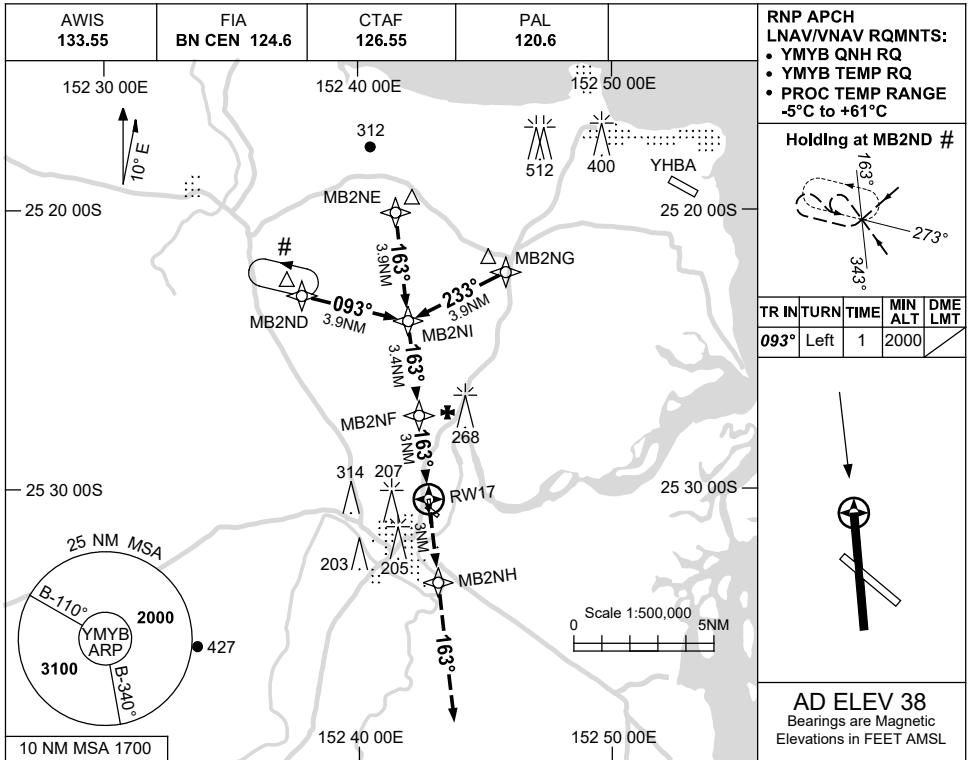 AWIS
133.55
FIA
BN CEN 124.6
CTAF
126.55
PAL
120.6
RNP APCH
LNAV/VNAV RQMNTS:
• YMYB QNH RQ
• YMYB TEMP RQ
• PROC TEMP RANGE
-5°C to +61°C
152 30 00E
152 40 00E
152 50 00E
10° E
312
512
400
YHBA
Holding at MB2ND #
163°
273°
343°
25 20 00S
MB2NE
25 20 00S
163°
3.9NM
#
MB2NG
233°
3.9NM
093°
3.9NM
MB2ND
MB2NI
TR IN TURN TIME MIN ALT DME LMT
093° Left 1 2000
163°
3.4NM
MB2NF
268
163°
3NM
314
207
25 30 00S
RW17
25 30 00S
3NM
203
205
MB2NH
25 NM MSA
B-110°
2000
YMYB
ARP
3100
B-340°
427
163°
Scale 1:500,000
0 5NM
10 NM MSA 1700
152 40 00E
152 50 00E
AD ELEV 38
Bearings are Magnetic
Elevations in FEET AMSL